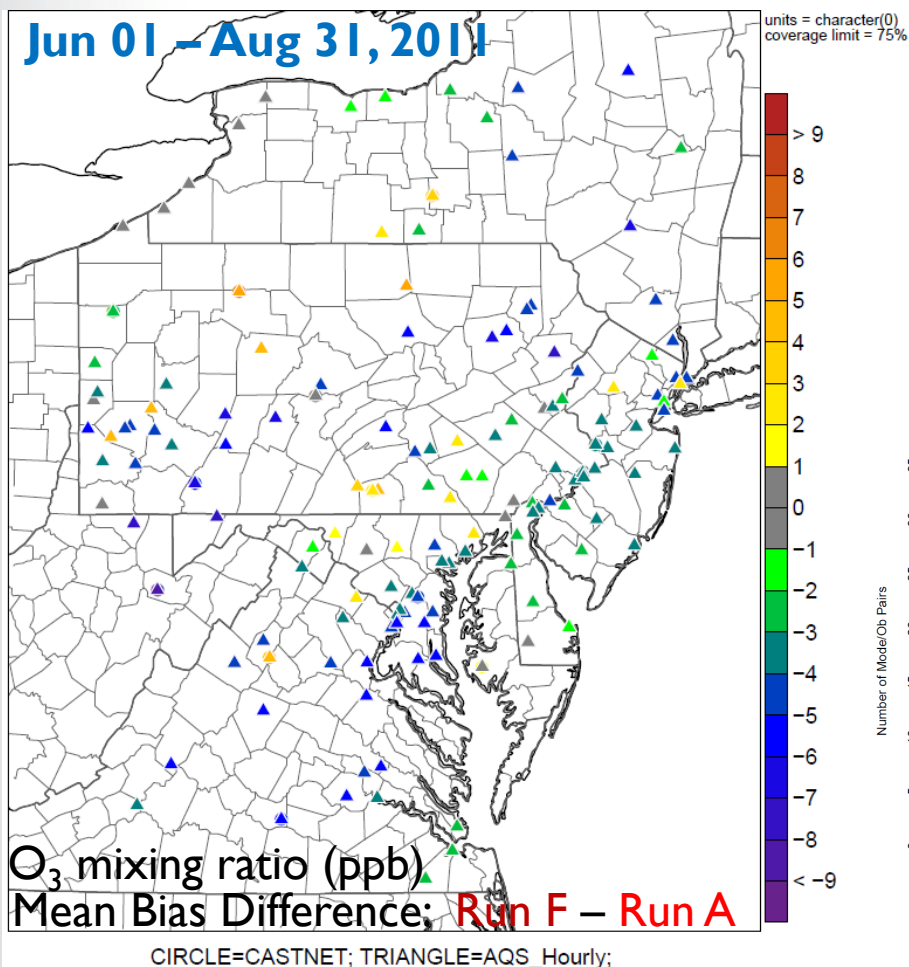 Jun 01 – Aug 31, 2011
units = character(0)
coverage limit = 75%
> 9
8
7
6
5
4
3
2
1
0
−1
−2
−3
−4
−5
−6
−7
−8
< −9
Number of Mode/Ob Pairs
O3 mixing ratio (ppb)
Mean Bias Difference: Run F – Run A
CIRCLE=CASTNET; TRIANGLE=AQS_Hourly;